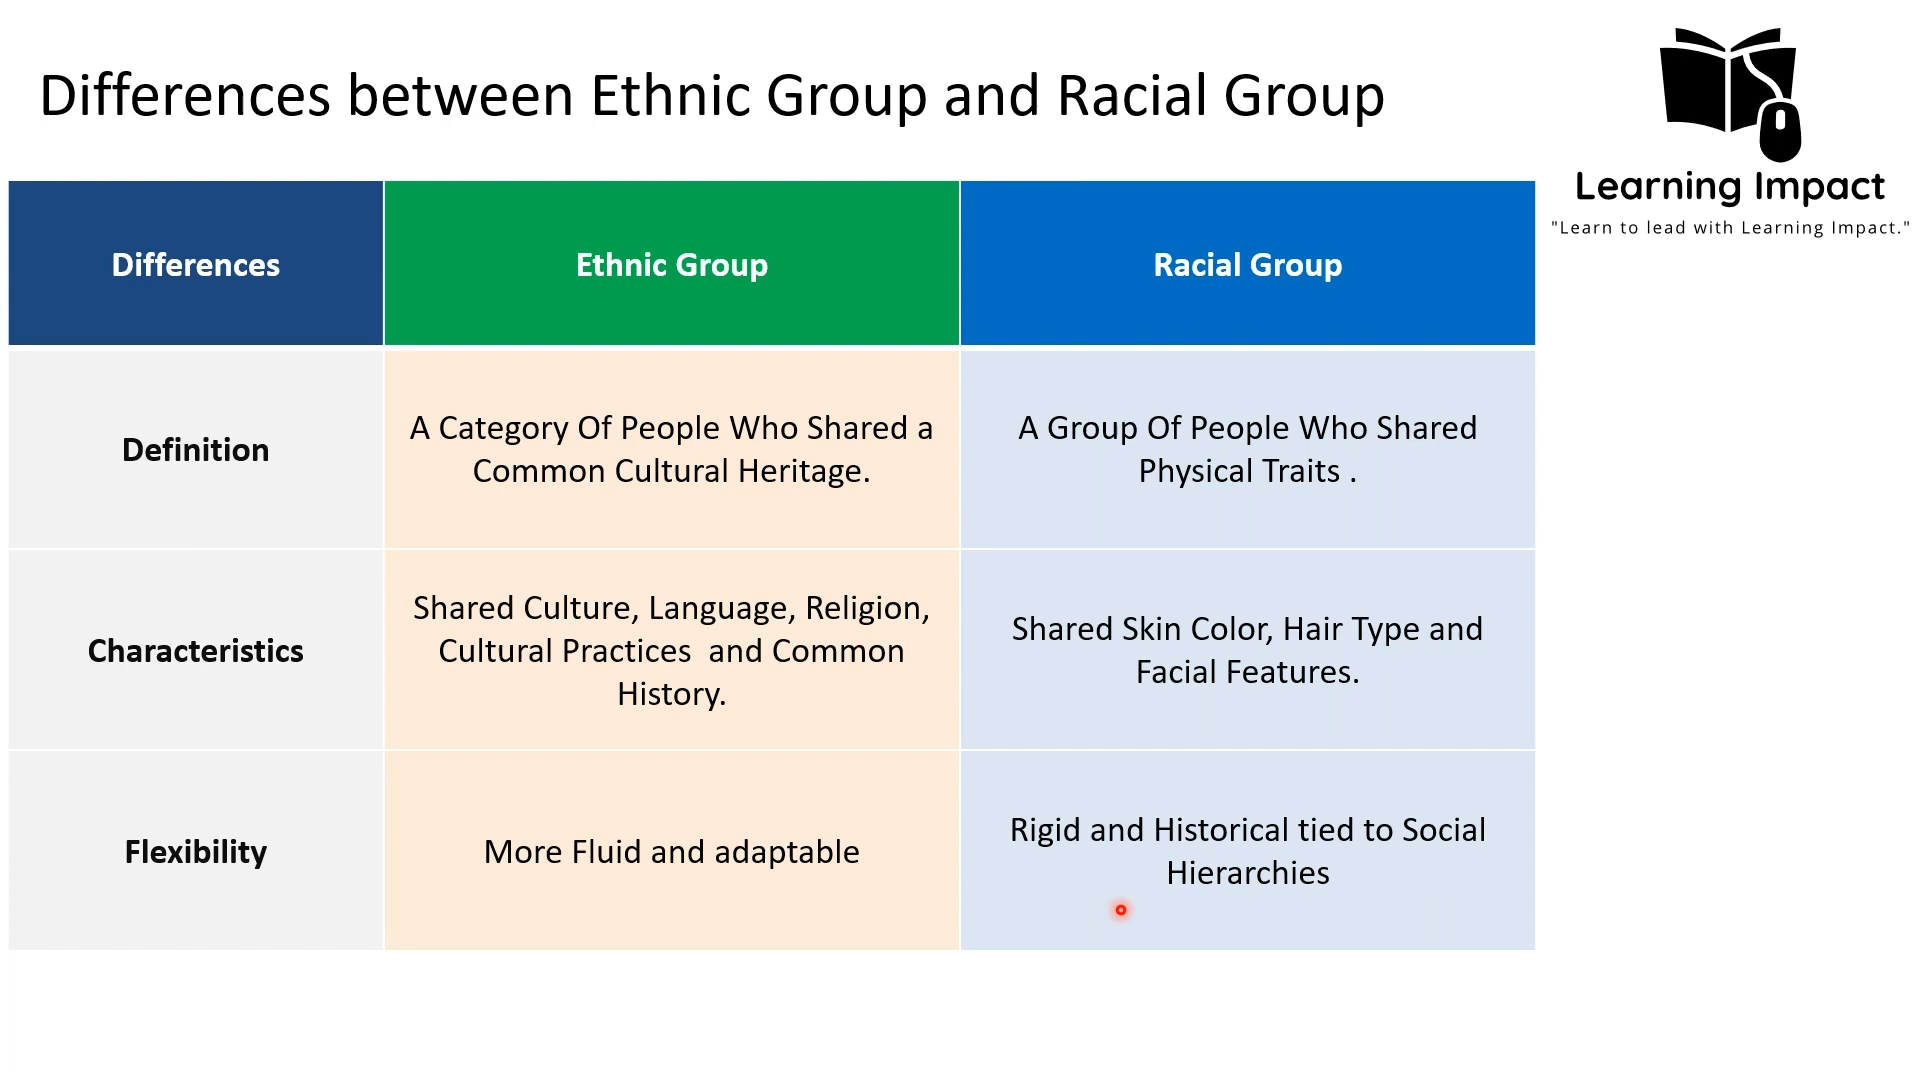 Differences between Ethnic Group and Racial Group
Learning Impact
"Learn to lead with Learning Impact."
Differences
Ethnic Group
Racial Group
Definition
A Category Of People Who Shared a
Common Cultural Heritage.
A Group Of People Who Shared
Physical Traits .
Characteristics
Shared Culture, Language, Religion,
Cultural Practices  and Common
History.
Shared Skin Color, Hair Type and
Facial Features.
Flexibility
More Fluid and adaptable
Rigid and Historical tied to Social
Hierarchies